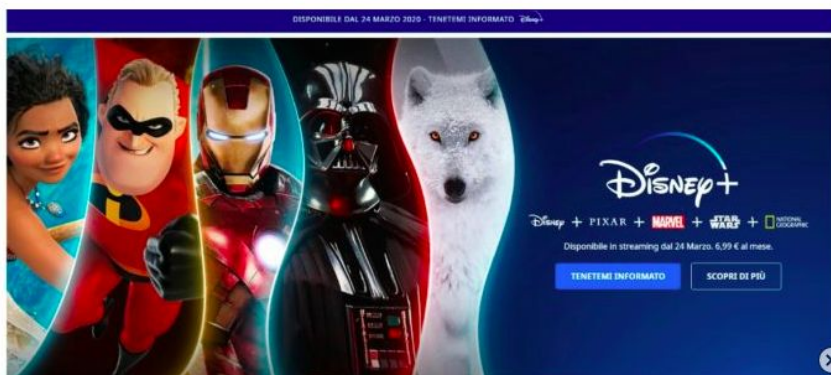 DISPONIBILE DAL 24 MARZO 2020 - TENETEMI INFORMATO Disney+
Disney+
Disney + PIXAR + MARVEL + STAR WARS + NATIONAL GEOGRAPHIC
Disponibile in streaming dal 24 Marzo. 6,99 € al mese.
TENETEMI INFORMATO SCOPRI DI PIÙ